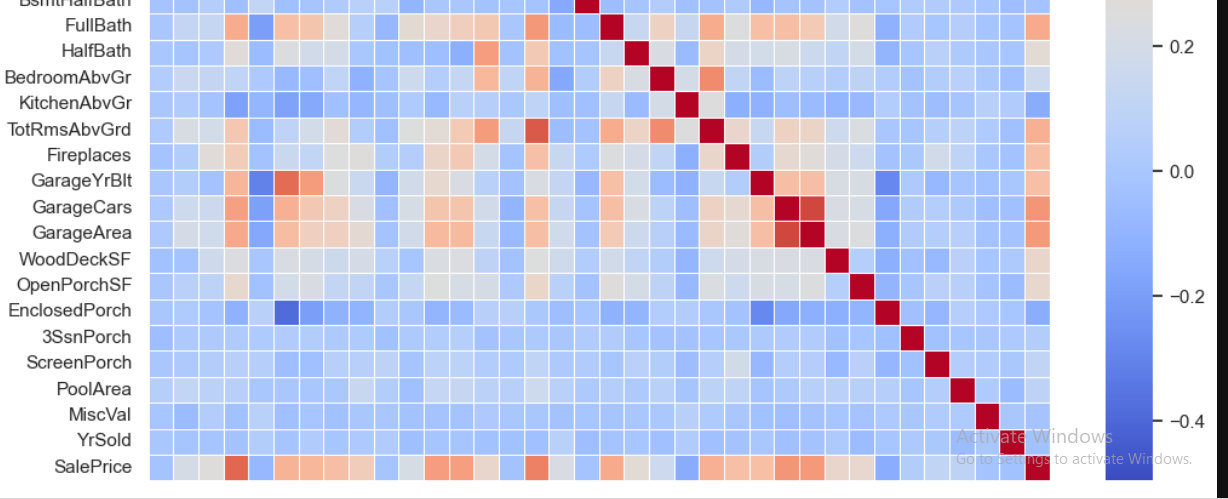 BsmtHalfBath
FullBath
HalfBath
BedroomAbvGr
KitchenAbvGr
TotRmsAbvGrd
Fireplaces
GarageYrBlt
GarageCars
GarageArea
WoodDeckSF
OpenPorchSF
EnclosedPorch
3SsnPorch
ScreenPorch
PoolArea
MiscVal
YrSold
SalePrice
0.2
0.0
−0.2
−0.4
Activate Windows
Go to Settings to activate Windows.